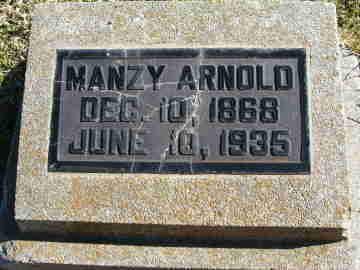 MANZY ARNOLD
DEC. 10, 1868
JUNE 10, 1935